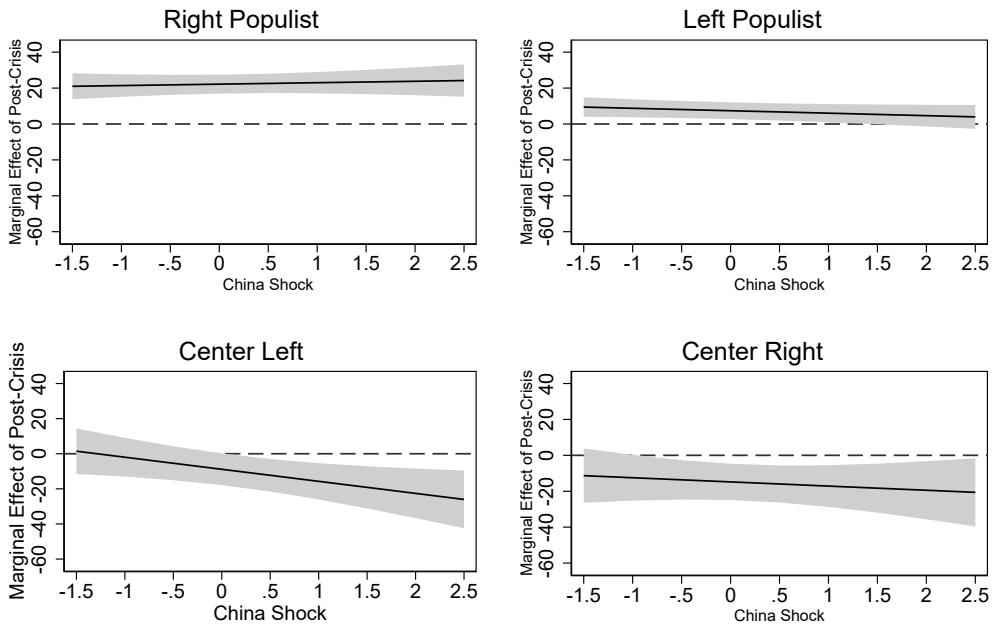 Right Populist
Marginal Effect of Post-Crisis
40
20
0
-20
-40
-60
-1.5 -1 -.5 0 .5 1 1.5 2 2.5
China Shock
Left Populist
Marginal Effect of Post-Crisis
40
20
0
-20
-40
-60
-1.5 -1 -.5 0 .5 1 1.5 2 2.5
China Shock
Center Left
Marginal Effect of Post-Crisis
40
20
0
-20
-40
-60
-1.5 -1 -.5 0 .5 1 1.5 2 2.5
China Shock
Center Right
Marginal Effect of Post-Crisis
40
20
0
-20
-40
-60
-1.5 -1 -.5 0 .5 1 1.5 2 2.5
China Shock